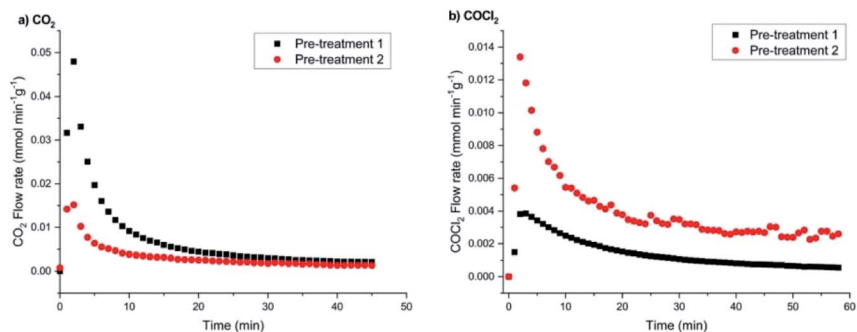 a) CO₂
Pre-treatment 1
Pre-treatment 2
CO₂ Flow rate (mmol min⁻¹g⁻¹)
0.05
0.04
0.03
0.02
0.01
0.00
0 10 20 30 40 50
Time (min)
b) COCl₂
Pre-treatment 1
Pre-treatment 2
COCl₂ Flow rate (mmol min⁻¹g⁻¹)
0.014
0.012
0.010
0.008
0.006
0.004
0.002
0.000
0 10 20 30 40 50 60
Time (min)